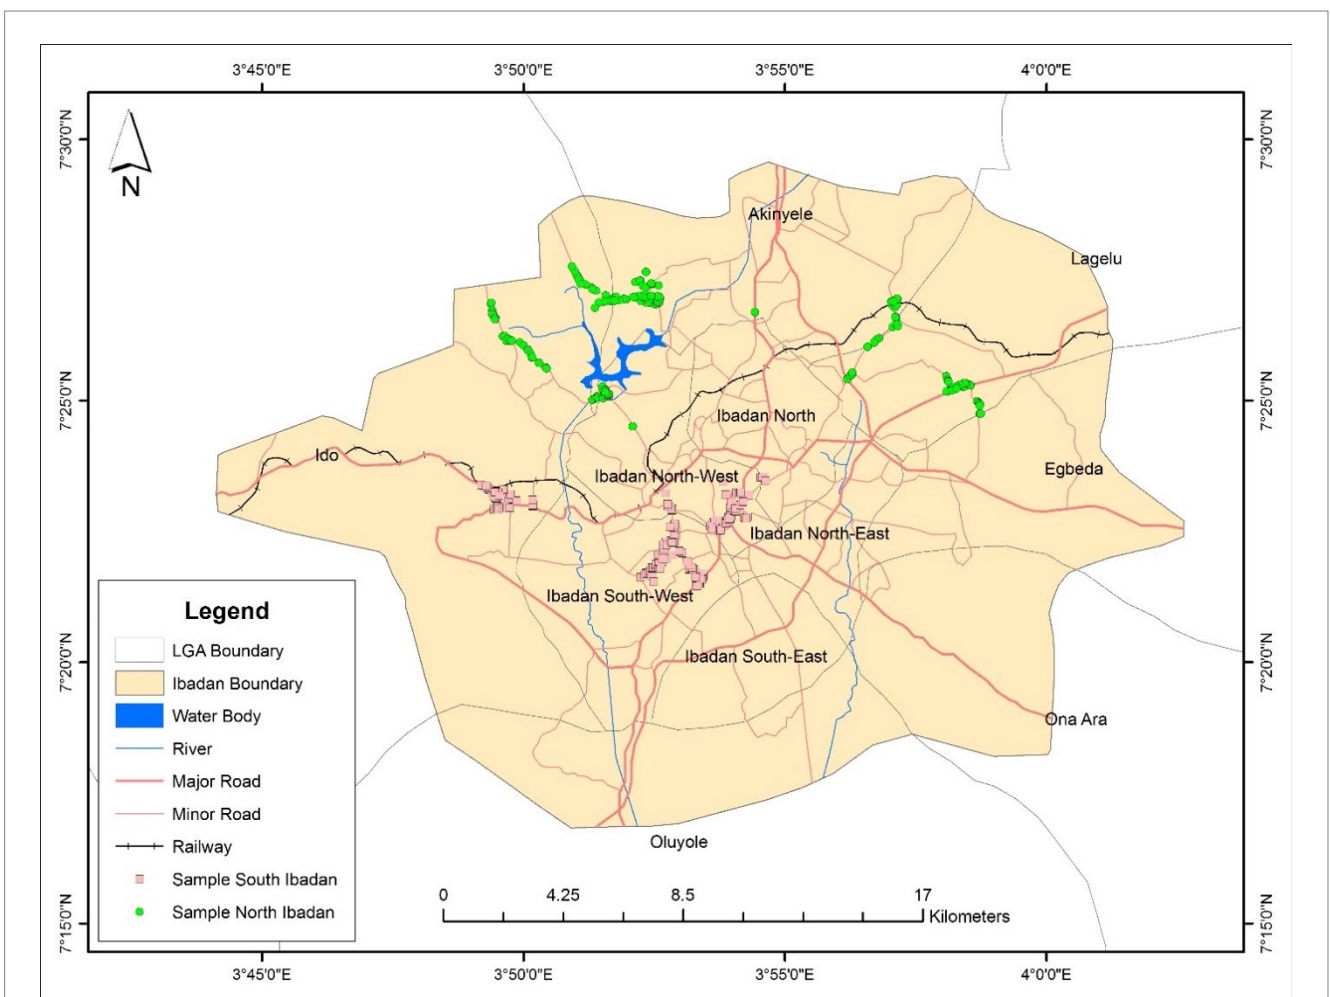 3°45'0"E 3°50'0"E 3°55'0"E 4°0'0"E
7°30'0"N 7°30'0"N
N
Akinyele
Lagelu
7°25'0"N 7°25'0"N
Ibadan North
Ido
Egbeda
Ibadan North-West
Ibadan North-East
Ibadan South-West
Ibadan South-East
7°20'0"N 7°20'0"N
Ona Ara
Oluyole
Legend
LGA Boundary
Ibadan Boundary
Water Body
River
Major Road
Minor Road
Railway
Sample South Ibadan
Sample North Ibadan
0 4.25 8.5 17
Kilometers
7°15'0"N 7°15'0"N
3°45'0"E 3°50'0"E 3°55'0"E 4°0'0"E